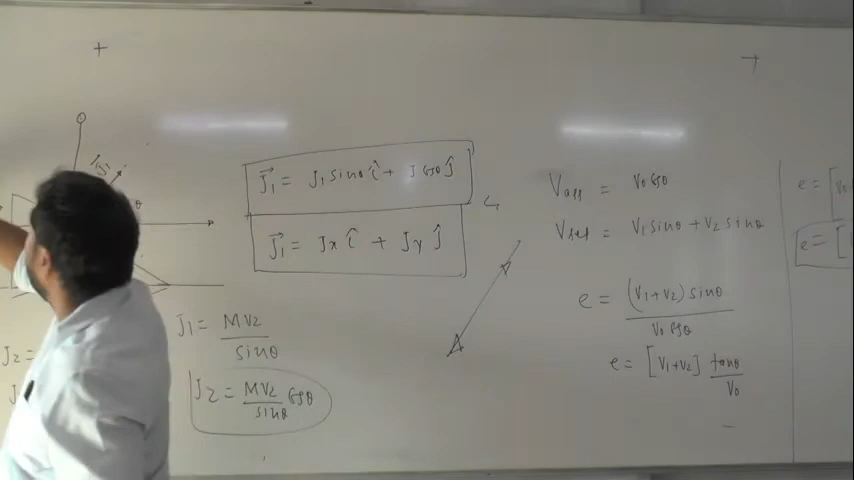 J⃗₁ = J₁ sinθ î + J cosθ ĵ
J⃗₁ = Jx î + Jy ĵ
J₁ = MV₂ / sinθ
J₂ = MV₂ / sinθ cosθ
J₂ =
Vapp = V₀ cosθ
Vsep = V₁ sinθ + V₂ sinθ
e = (V₁+V₂) sinθ / V₀ cosθ
e = [V₁+V₂] tanθ / V₀
e = [
e = [